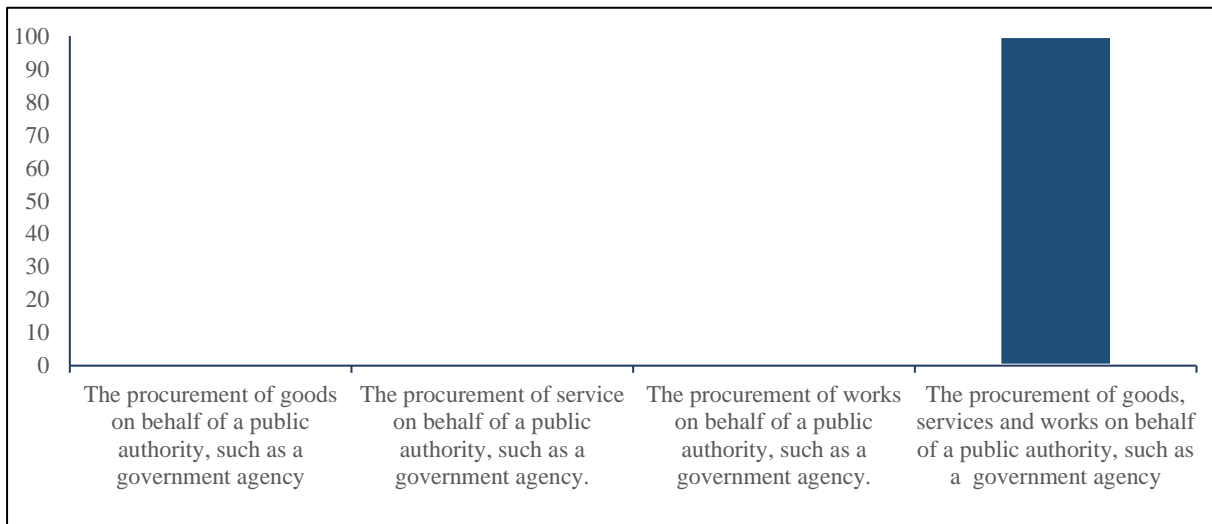 100
90
80
70
60
50
40
30
20
10
0
The procurement of goods
on behalf of a public
authority, such as a
government agency
The procurement of service
on behalf of a public
authority, such as a
government agency.
The procurement of works
on behalf of a public
authority, such as a
government agency.
The procurement of goods,
services and works on behalf
of a public authority, such as
a government agency